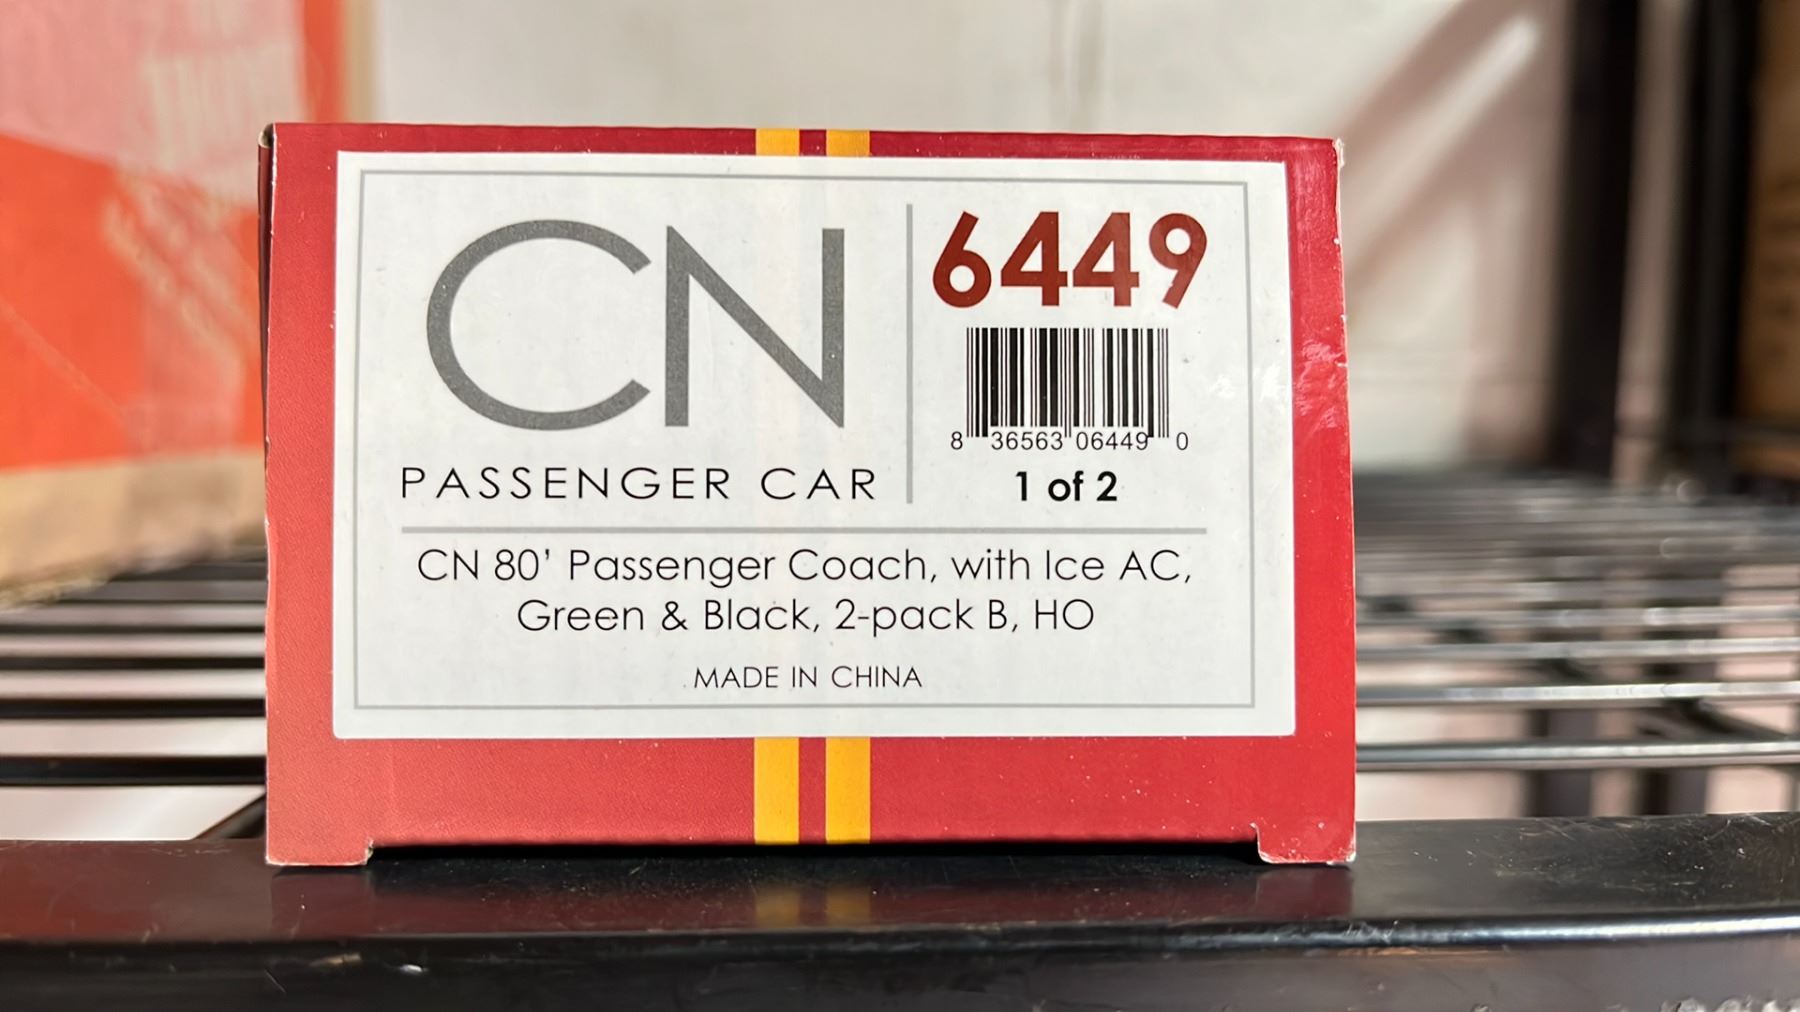 CN
PASSENGER CAR
6449
8 36563 06449 0
1 of 2
CN 80' Passenger Coach, with Ice AC,
Green & Black, 2-pack B, HO
MADE IN CHINA